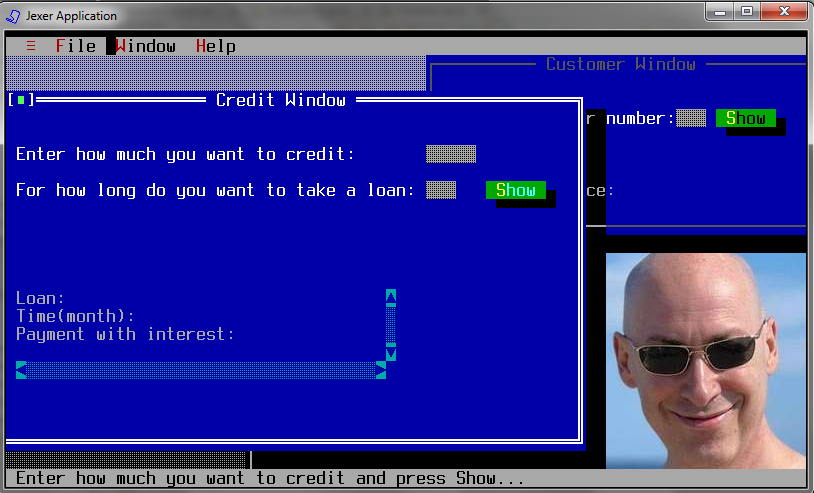 Jexer Application
File Window Help
Customer Window
[■] Credit Window
r number: Show
Enter how much you want to credit:
For how long do you want to take a loan: Show
ce:
Loan:
Time(month):
Payment with interest:
Enter how much you want to credit and press Show...